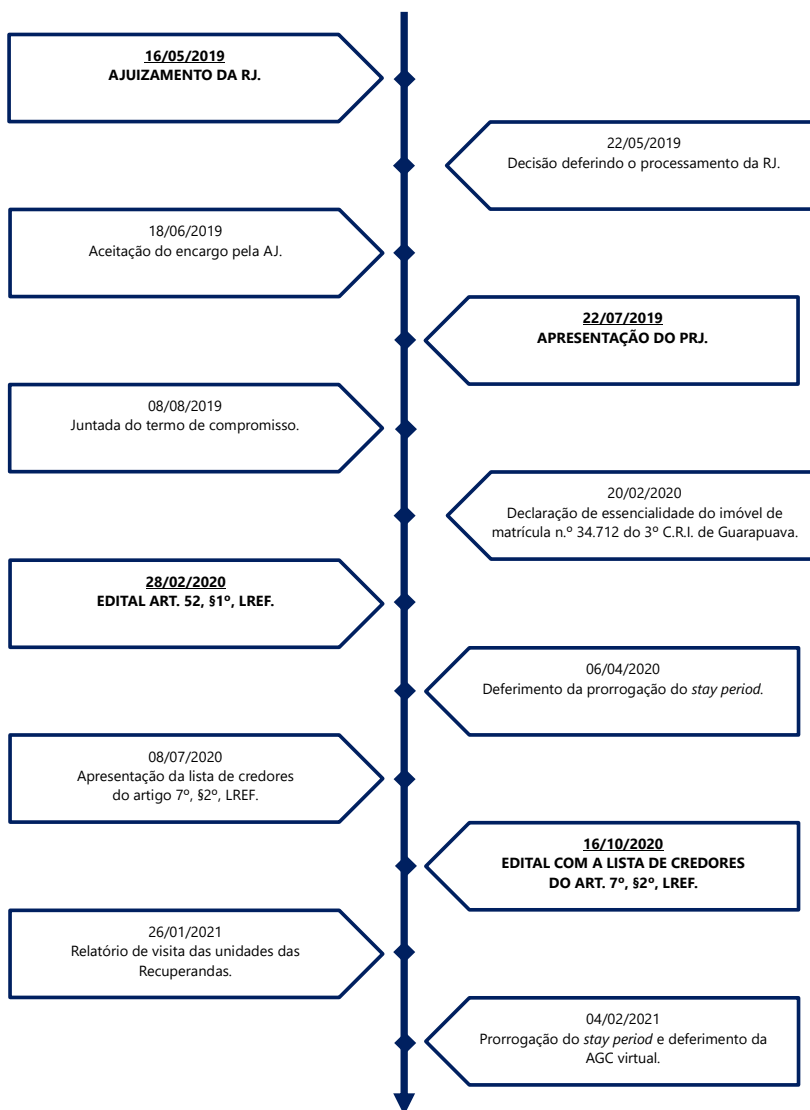 16/05/2019
AJUIZAMENTO DA RJ.
22/05/2019
Decisão deferindo o processamento da RJ.
18/06/2019
Aceitação do encargo pela AJ.
22/07/2019
APRESENTAÇÃO DO PRJ.
08/08/2019
Juntada do termo de compromisso.
20/02/2020
Declaração de essencialidade do imóvel de
matrícula n.º 34.712 do 3º C.R.I. de Guarapuava.
28/02/2020
EDITAL ART. 52, §1º, LREF.
06/04/2020
Deferimento da prorrogação do stay period.
08/07/2020
Apresentação da lista de credores
do artigo 7º, §2º, LREF.
16/10/2020
EDITAL COM A LISTA DE CREDORES
DO ART. 7º, §2º, LREF.
26/01/2021
Relatório de visita das unidades das
Recuperandas.
04/02/2021
Prorrogação do stay period e deferimento da
AGC virtual.